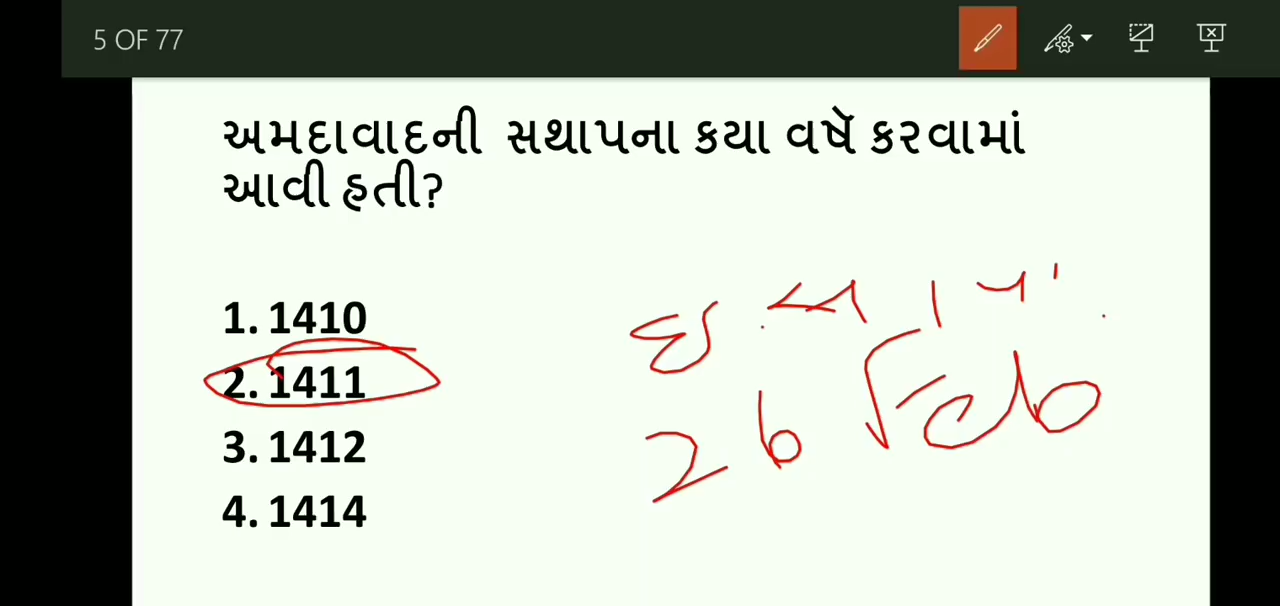 5 OF 77
અમદાવાદની સથાપના કયા વર્ષે કરવામાં
આવી હતી?
1. 1410
2. 1411
3. 1412
4. 1414
26 Feb